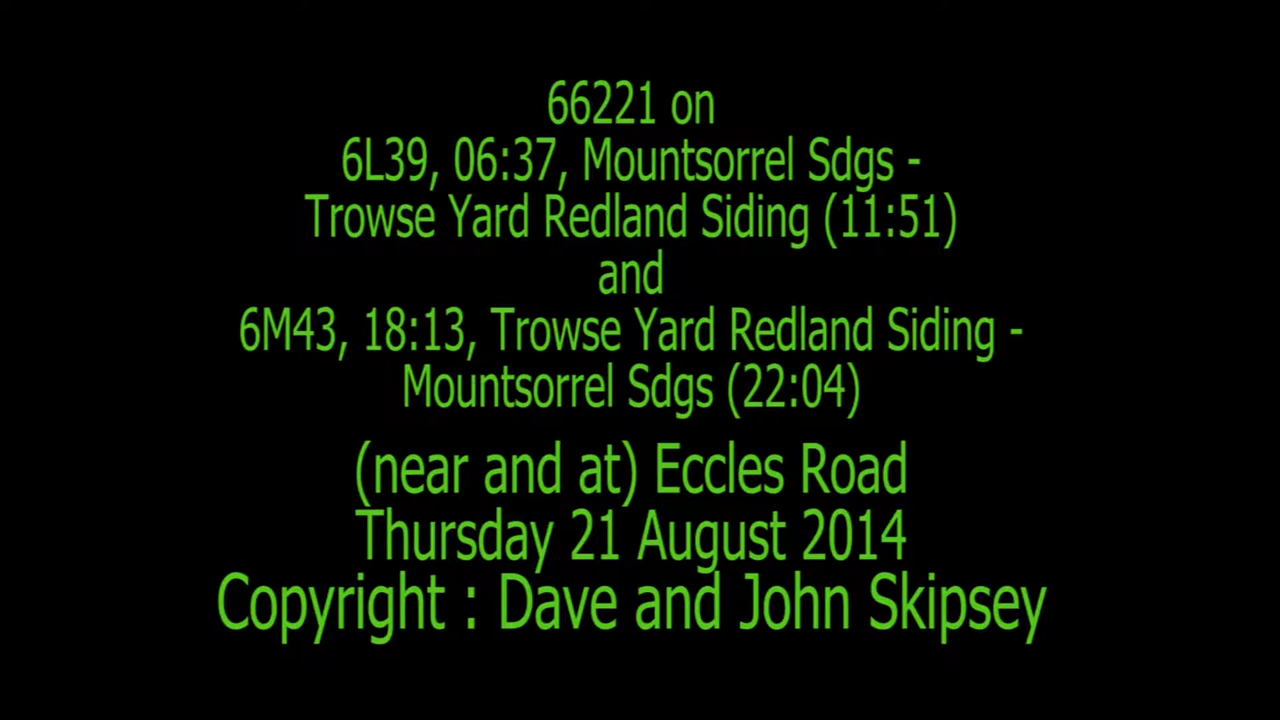 66221 on
6L39, 06:37, Mountsorrel Sdgs -
Trowse Yard Redland Siding (11:51)
and
6M43, 18:13, Trowse Yard Redland Siding -
Mountsorrel Sdgs (22:04)
(near and at) Eccles Road
Thursday 21 August 2014
Copyright : Dave and John Skipsey